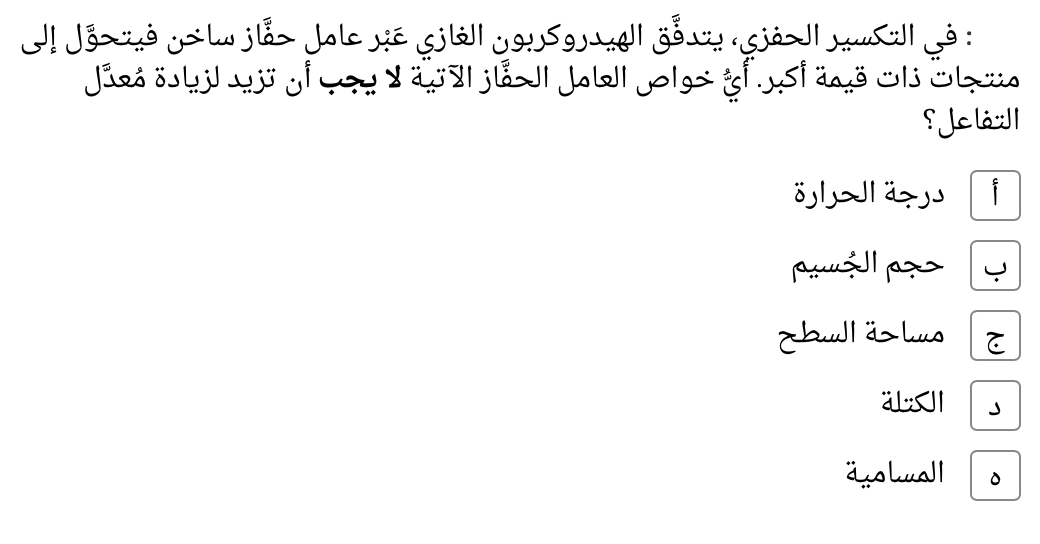 : في التكسير الحفزي، يتدفَّق الهيدروكربون الغازي عَبْر عامل حفَّاز ساخن فيتحوَّل إلى
منتجات ذات قيمة أكبر. أيُّ خواص العامل الحفَّاز الآتية لا يجب أن تزيد لزيادة مُعدَّل
التفاعل؟
أ درجة الحرارة
ب حجم الجُسيم
ج مساحة السطح
د الكتلة
ه المسامية